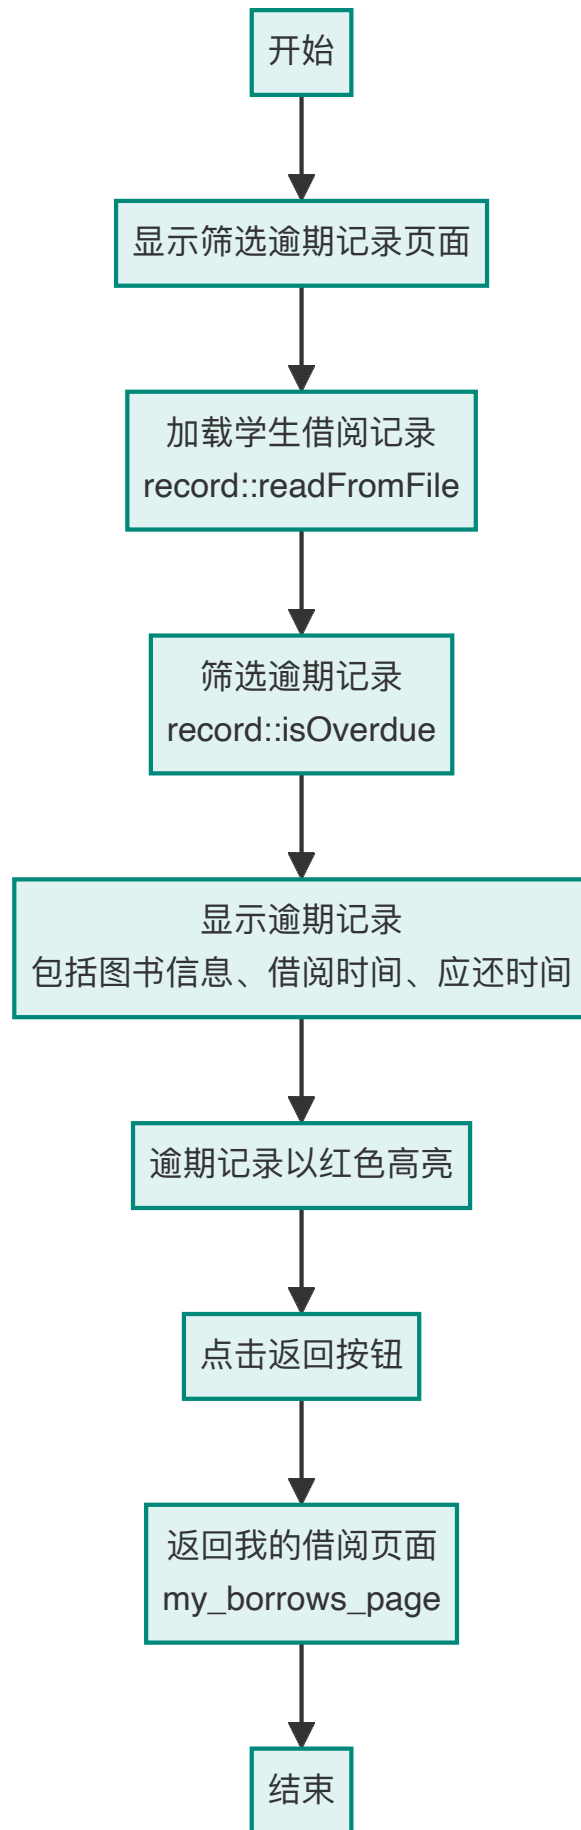 开始
显示筛选逾期记录页面
加载学生借阅记录
record::readFromFile
筛选逾期记录
record::isOverdue
显示逾期记录
包括图书信息、借阅时间、应还时间
逾期记录以红色高亮
点击返回按钮
返回我的借阅页面
my_borrows_page
结束